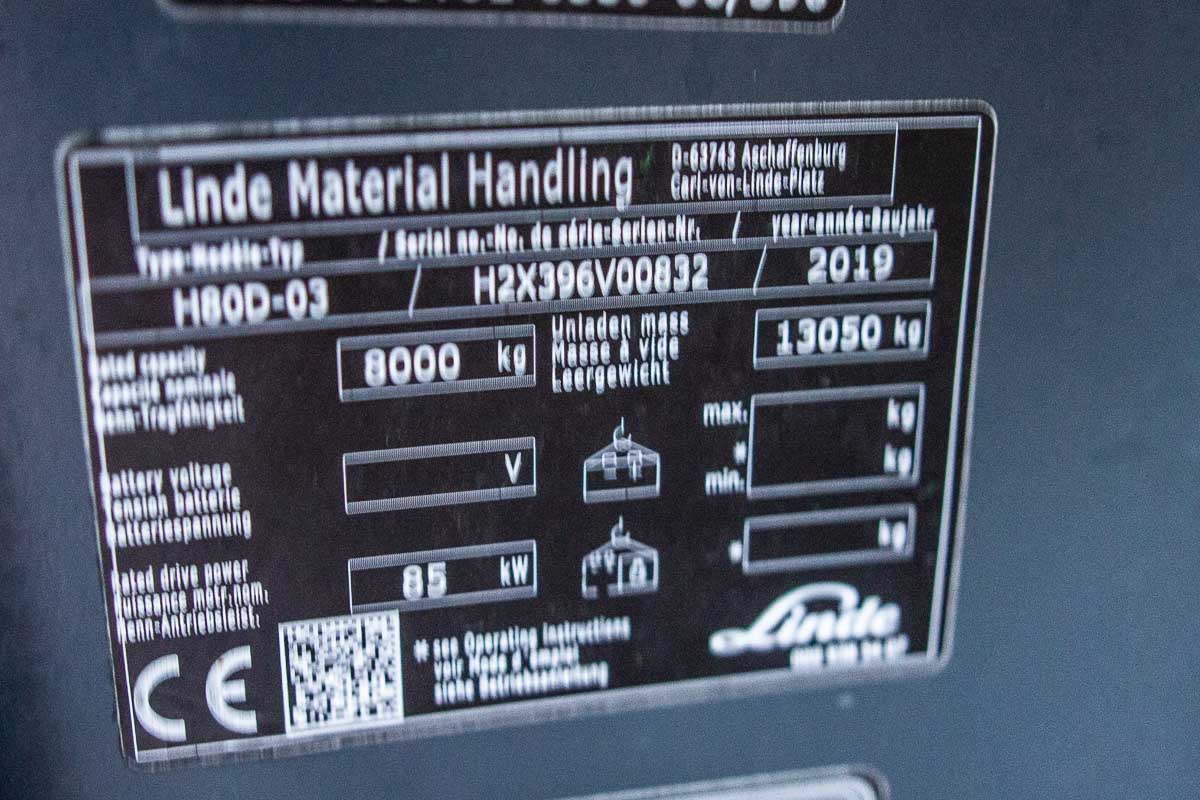 Linde Material Handling
D-63743 Aschaffenburg
Carl-von-Linde-Platz
Type-Modèle-Typ / Serial no.-No. de série-Serien-Nr. / year-année-Baujahr
H80D-03 / H2X396V00832 / 2019
Rated capacity
Capacité nominale
Nenn-Tragfähigkeit
8000 kg
Unladen mass
Masse à vide
Leergewicht
13050 kg
Battery voltage
Tension batterie
Batteriespannung
V
max. kg
* kg
min.
Rated drive power
Puissance motr.nom.
Nenn-Antriebsleist.
85 kW
* kg
CE
* see Operating instructions
voir Mode d' emploi
siehe Betriebsanleitung
Linde